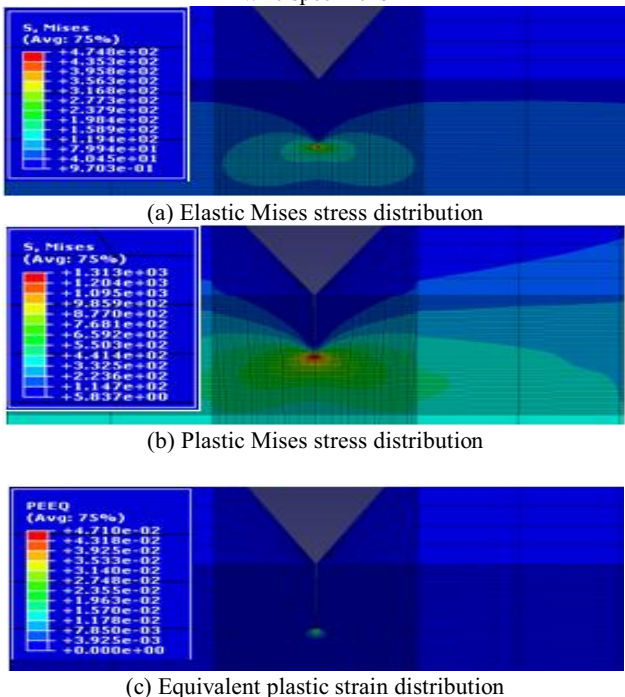 S, Mises
(Avg: 75%)
+4.748e+02
+4.353e+02
+3.958e+02
+3.563e+02
+3.168e+02
+2.773e+02
+2.379e+02
+1.984e+02
+1.589e+02
+1.194e+02
+7.994e+01
+4.045e+01
+9.703e-01
(a) Elastic Mises stress distribution
S, Mises
(Avg: 75%)
+1.313e+03
+1.204e+03
+1.095e+03
+9.859e+02
+8.770e+02
+7.681e+02
+6.592e+02
+5.503e+02
+4.414e+02
+3.325e+02
+2.236e+02
+1.147e+02
+5.837e+00
(b) Plastic Mises stress distribution
PEEQ
(Avg: 75%)
+4.710e-02
+4.318e-02
+3.925e-02
+3.533e-02
+3.140e-02
+2.748e-02
+2.355e-02
+1.963e-02
+1.570e-02
+1.178e-02
+7.850e-03
+3.925e-03
+0.000e+00
(c) Equivalent plastic strain distribution